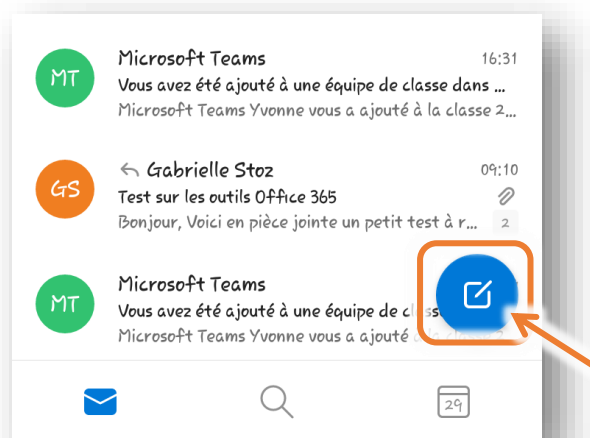 MT
Microsoft Teams 16:31
Vous avez été ajouté à une équipe de classe dans ...
Microsoft Teams Yvonne vous a ajouté à la classe 2...
GS
Gabrielle Stoz 09:10
Test sur les outils Office 365
Bonjour, Voici en pièce jointe un petit test à r... 2
MT
Microsoft Teams
Vous avez été ajouté à une équipe de
Microsoft Teams Yvonne vous a ajouté
29